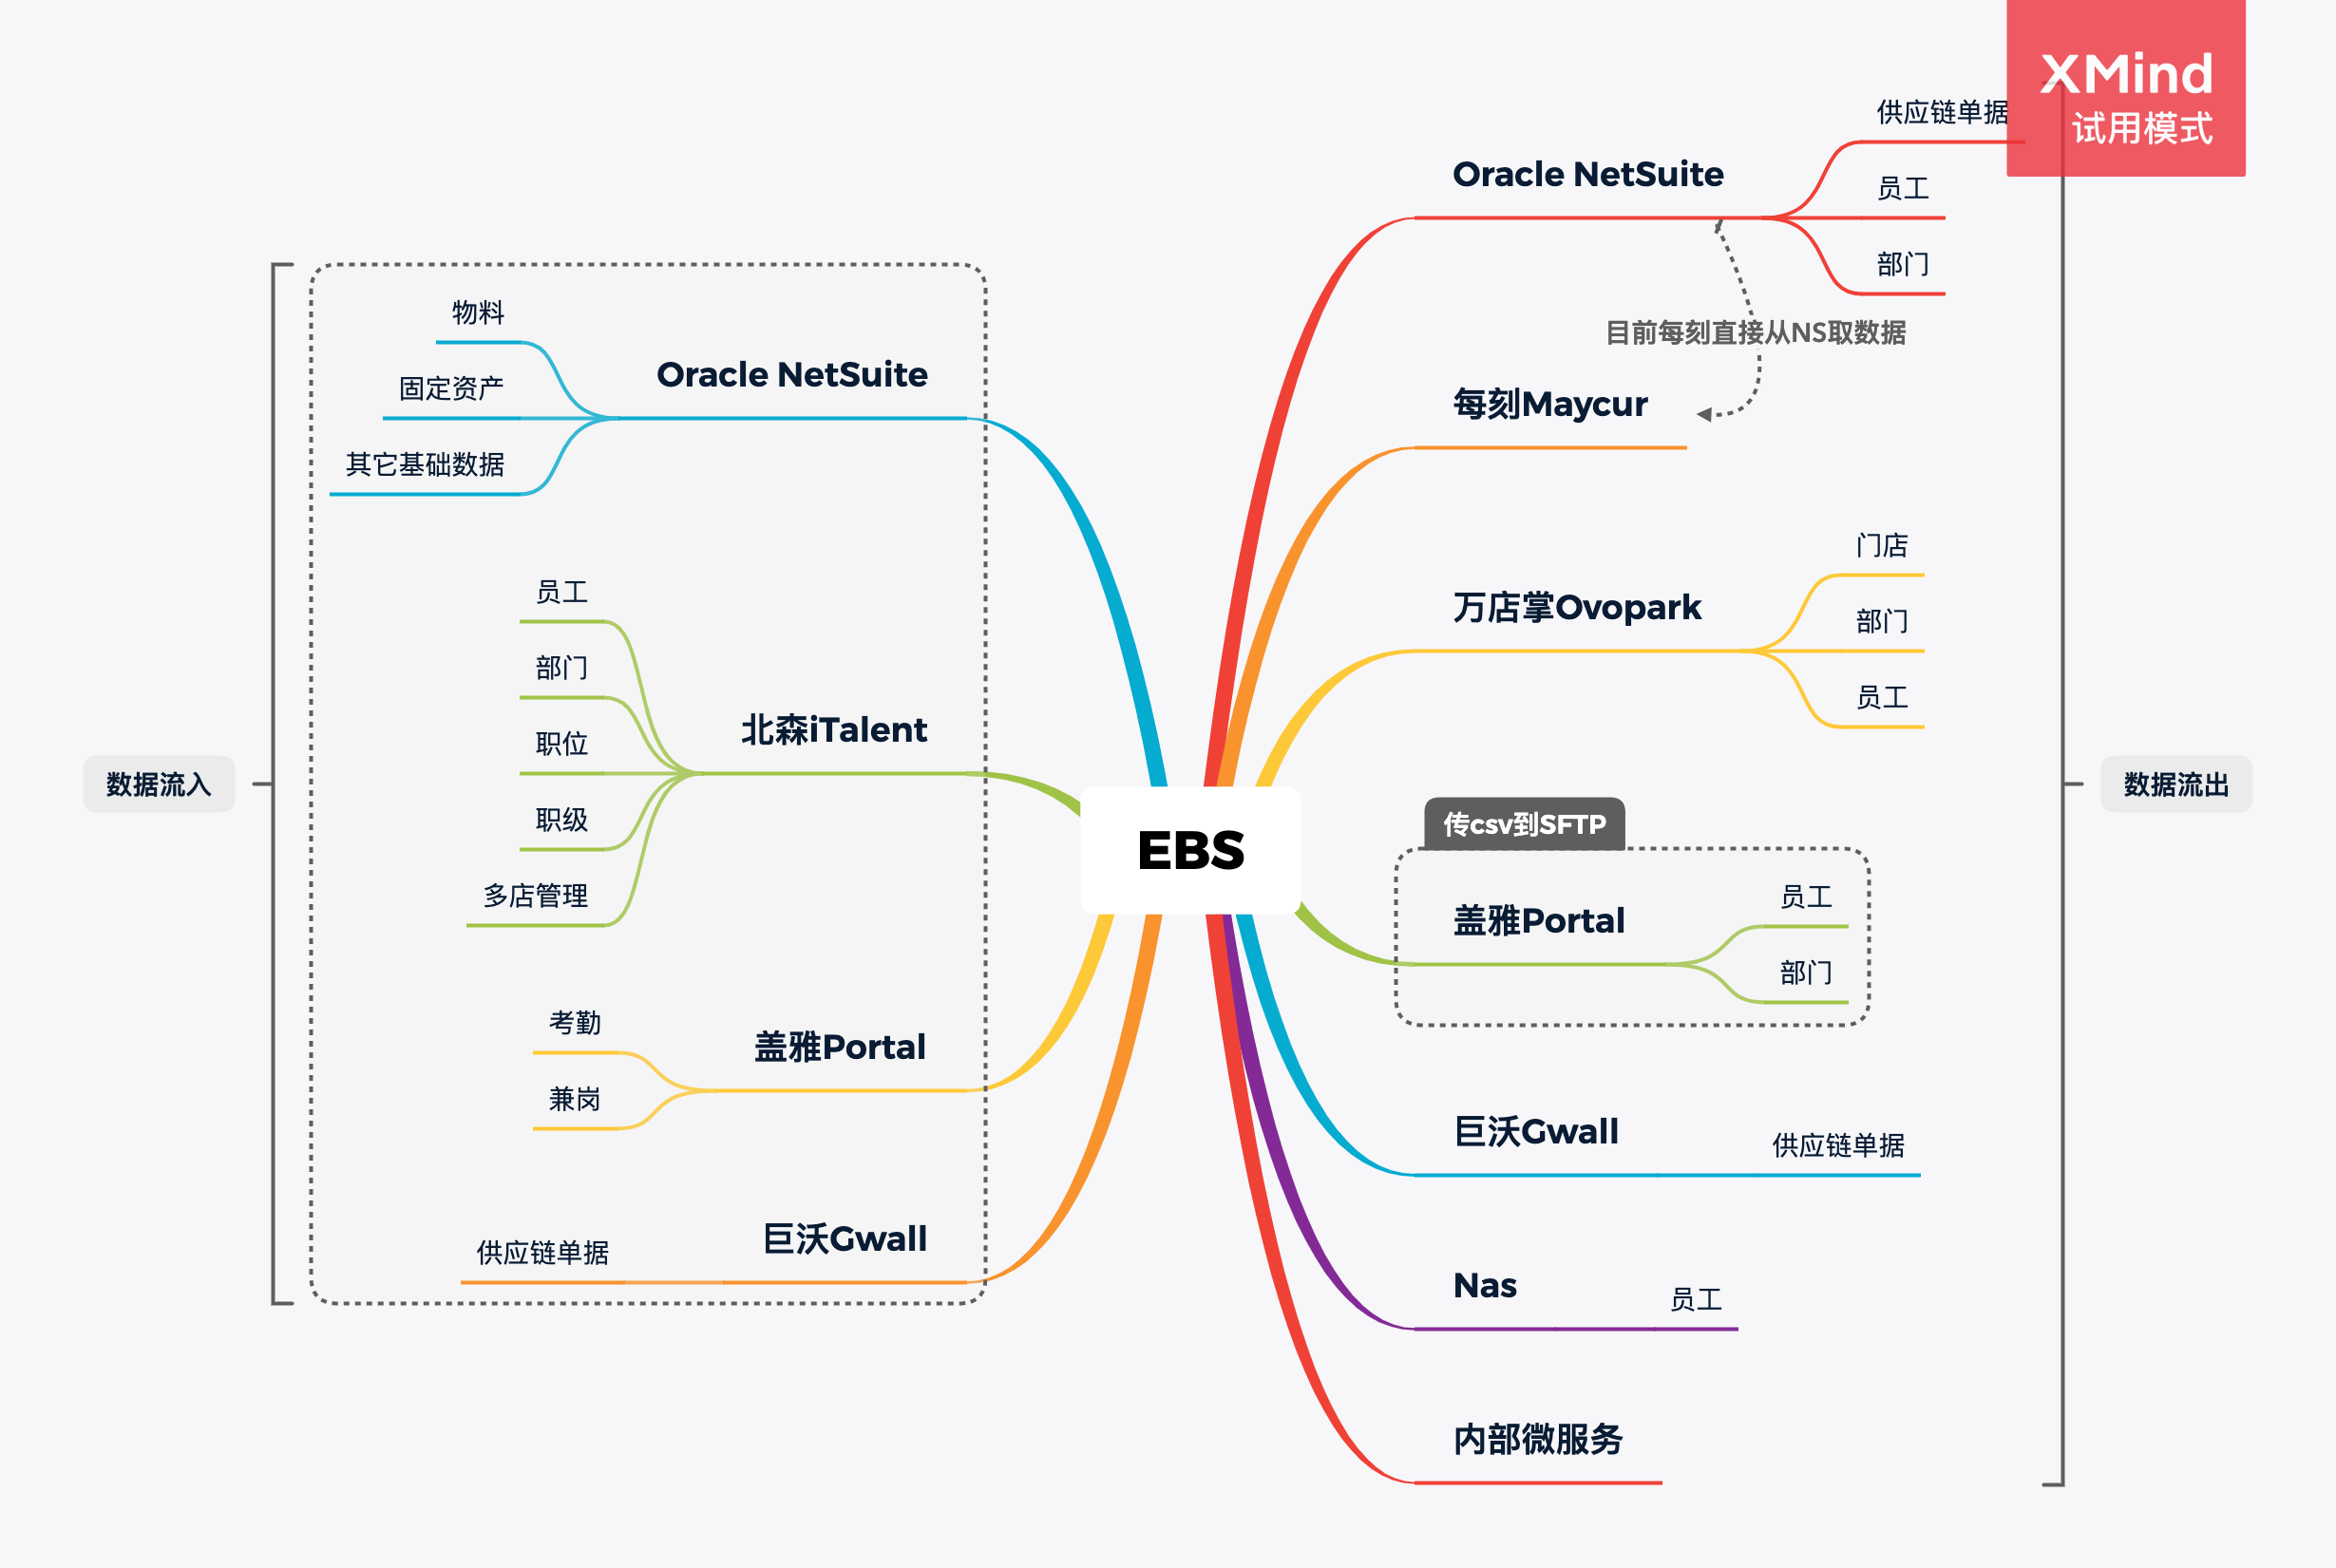 XMind
试用模式
数据流入
Oracle NetSuite
物料
固定资产
其它基础数据
北森iTalent
员工
部门
职位
职级
多店管理
盖雅Portal
考勤
兼岗
巨沃Gwall
供应链单据
EBS
Oracle NetSuite
供应链单据
员工
部门
目前每刻直接从NS取数据
每刻Maycur
万店掌Ovopark
门店
部门
员工
传csv到SFTP
盖雅Portal
员工
部门
巨沃Gwall
供应链单据
Nas
员工
内部微服务
数据流出